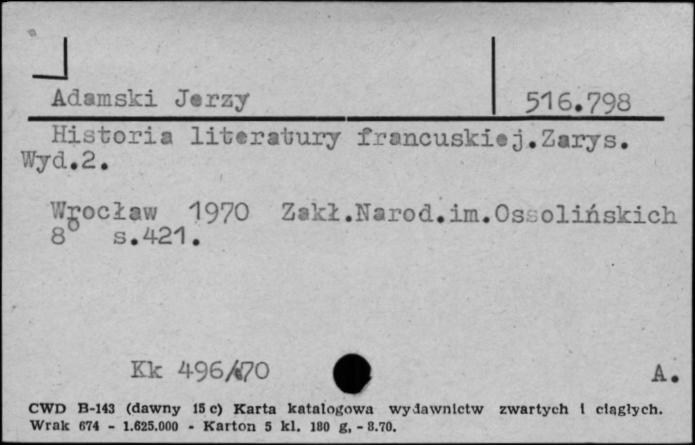 Adamski Jerzy 516.798
Historia literatury francuskiej.Zarys.
Wyd.2.
Wrocław 1970 Zakł.Narod.im.Ossolińskich
8° s.421.
Kk 496/70 A.
CWD B-143 (dawny 15 c) Karta katalogowa wydawnictw zwartych i ciągłych.
Wrak 674 - 1.625.000 - Karton 5 kl. 180 g, - 8.70.